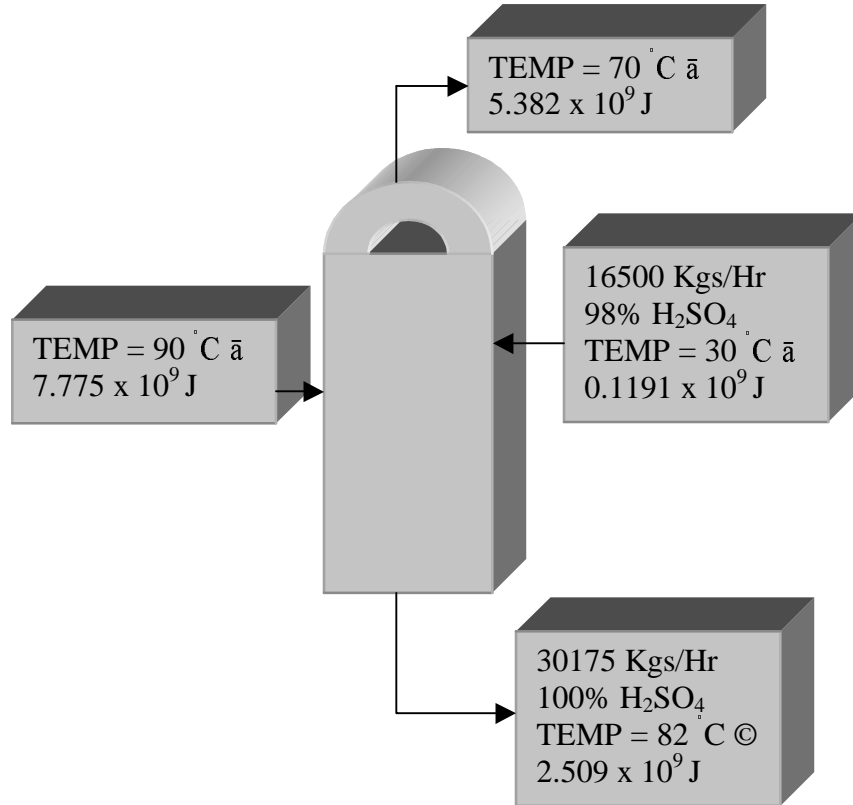 TEMP = 70 °C ā
5.382 x 10⁹ J
16500 Kgs/Hr
98% H₂SO₄
TEMP = 30 °C ā
0.1191 x 10⁹ J
TEMP = 90 °C ā
7.775 x 10⁹ J
30175 Kgs/Hr
100% H₂SO₄
TEMP = 82 °C ©
2.509 x 10⁹ J